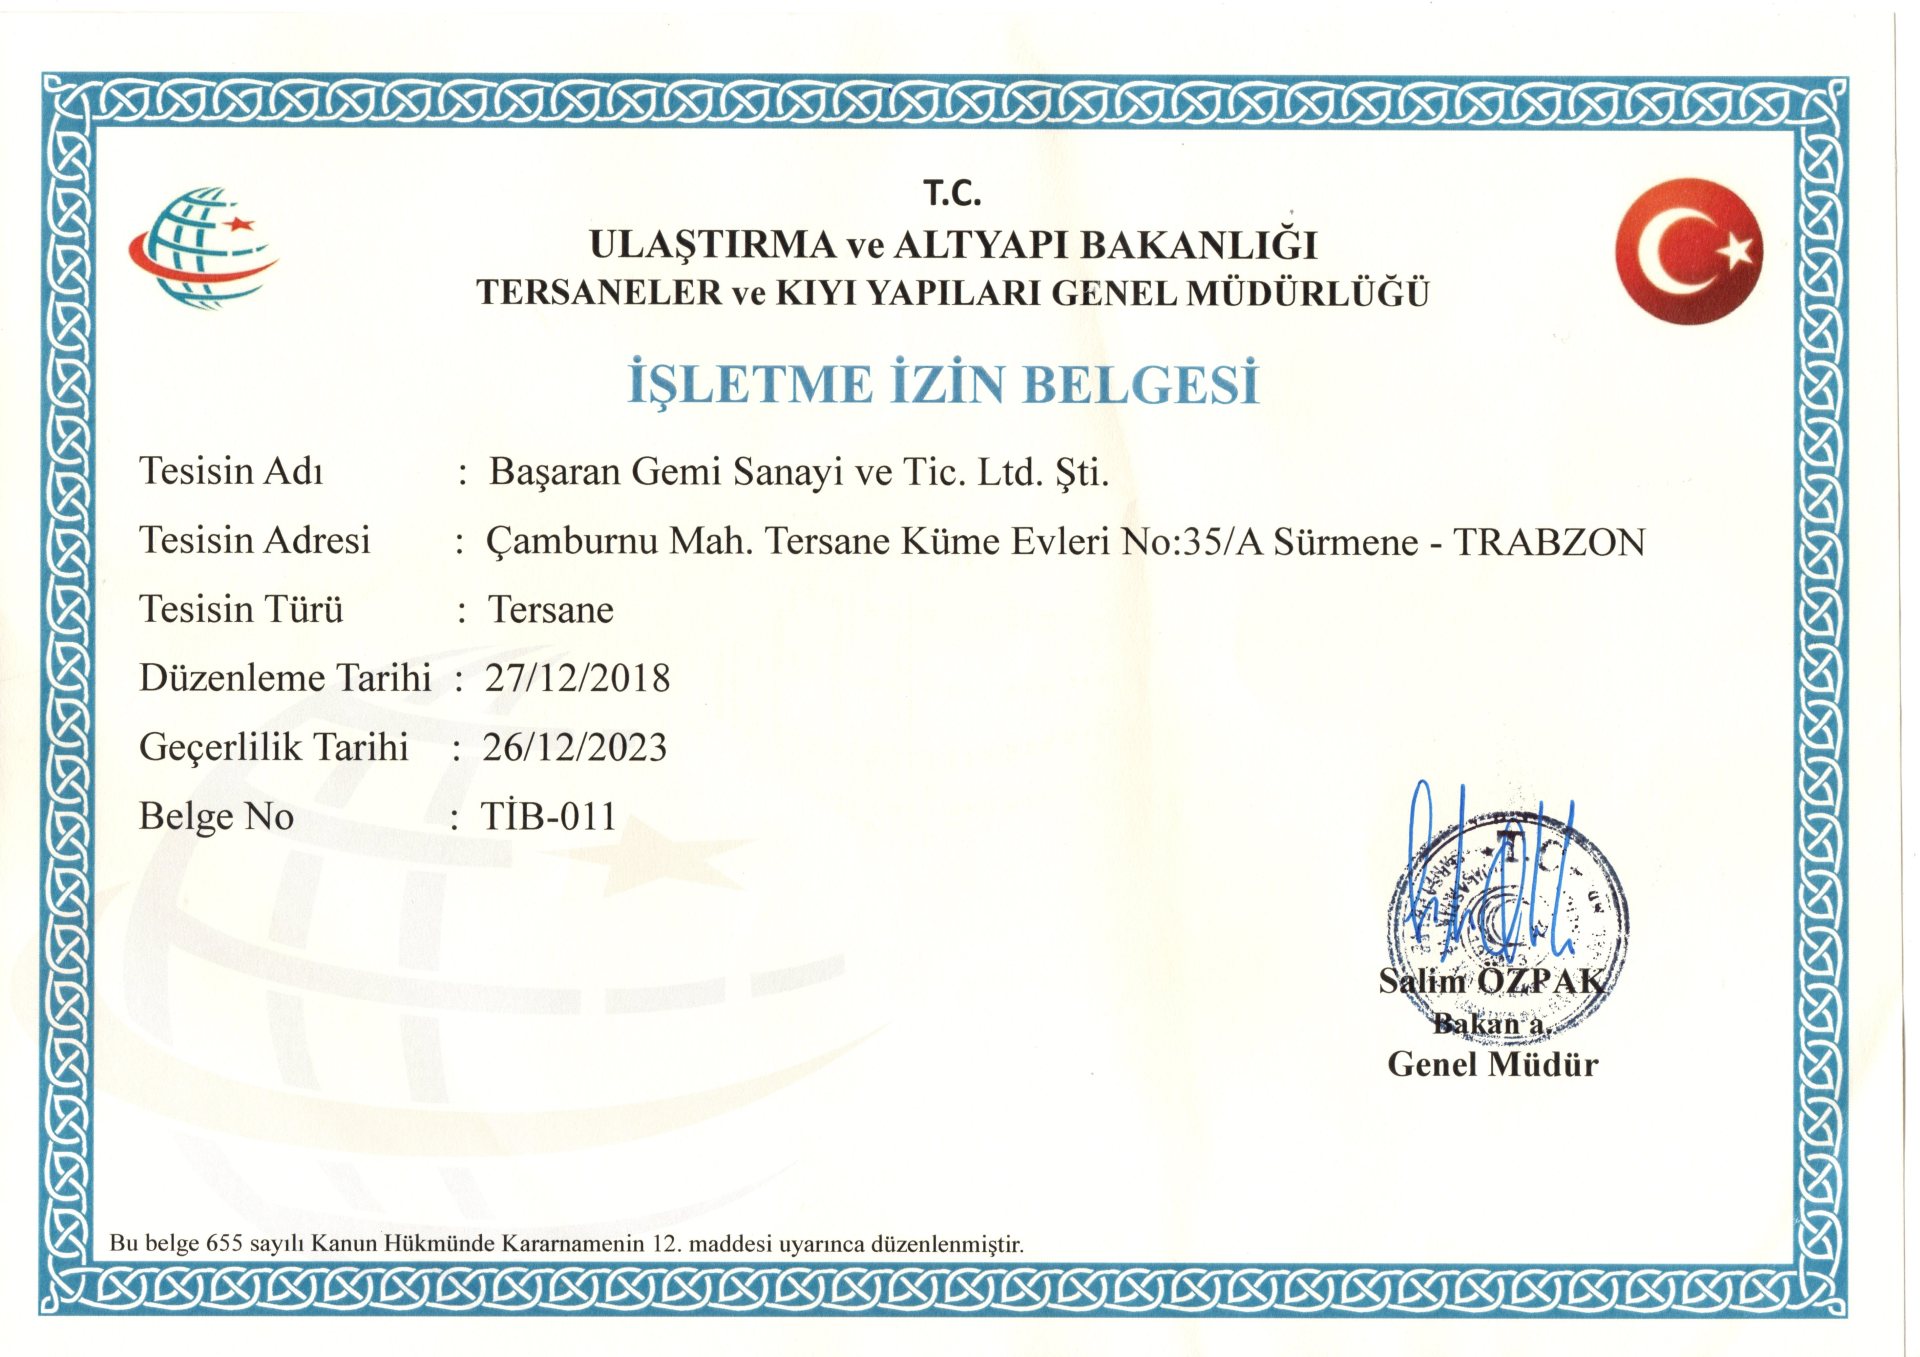 T.C.
ULAŞTIRMA ve ALTYAPI BAKANLIĞI
TERSANELER ve KIYI YAPILARI GENEL MÜDÜRLÜĞÜ
İŞLETME İZİN BELGESİ
Tesisin Adı : Başaran Gemi Sanayi ve Tic. Ltd. Şti.
Tesisin Adresi : Çamburnu Mah. Tersane Küme Evleri No:35/A Sürmene - TRABZON
Tesisin Türü : Tersane
Düzenleme Tarihi : 27/12/2018
Geçerlilik Tarihi : 26/12/2023
Belge No : TİB-011
T.C.
Salim ÖZPAK
Bakan a.
Genel Müdür
Bu belge 655 sayılı Kanun Hükmünde Kararnamenin 12. maddesi uyarınca düzenlenmiştir.